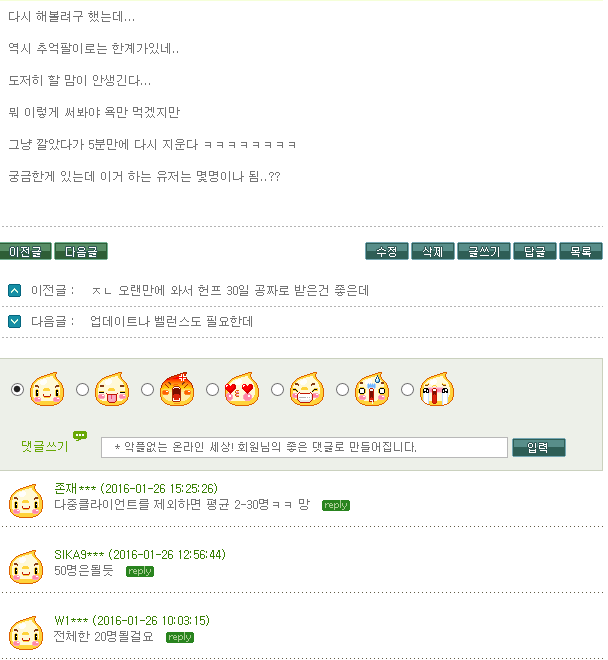 다시 해볼려구 했는데...
역시 추억팔이로는 한계가있네..
도저히 할 맘이 안생긴다...
뭐 이렇게 써봐야 욕만 먹겠지만
그냥 깔았다가 5분만에 다시 지운다 ㅋㅋㅋㅋㅋㅋㅋㅋ
궁금한게 있는데 이거 하는 유저는 몇명이나 됨..??
이전글 다음글 수정 삭제 글쓰기 답글 목록
이전글 : ㅈㄴ 오랜만에 와서 헌프 30일 공짜로 받은건 좋은데
다음글 : 업데이트나 밸런스도 필요한데
댓글쓰기 * 악플없는 온라인 세상! 회원님의 좋은 댓글로 만들어집니다. 입력
존재*** (2016-01-26 15:25:26)
다중클라이언트를 제외하면 평균 2-30명ㅋㅋ 망 reply
SIKA9*** (2016-01-26 12:56:44)
50명은될듯 reply
W1*** (2016-01-26 10:03:15)
전체한 20명될걸요 reply